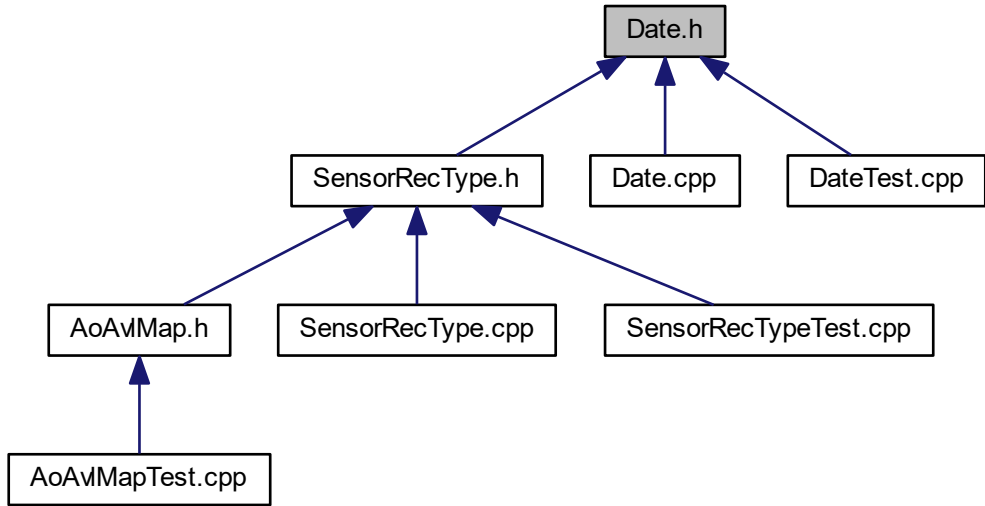 Date.h
SensorRecType.h
Date.cpp
DateTest.cpp
AoAvlMap.h
SensorRecType.cpp
SensorRecTypeTest.cpp
AoAvlMapTest.cpp